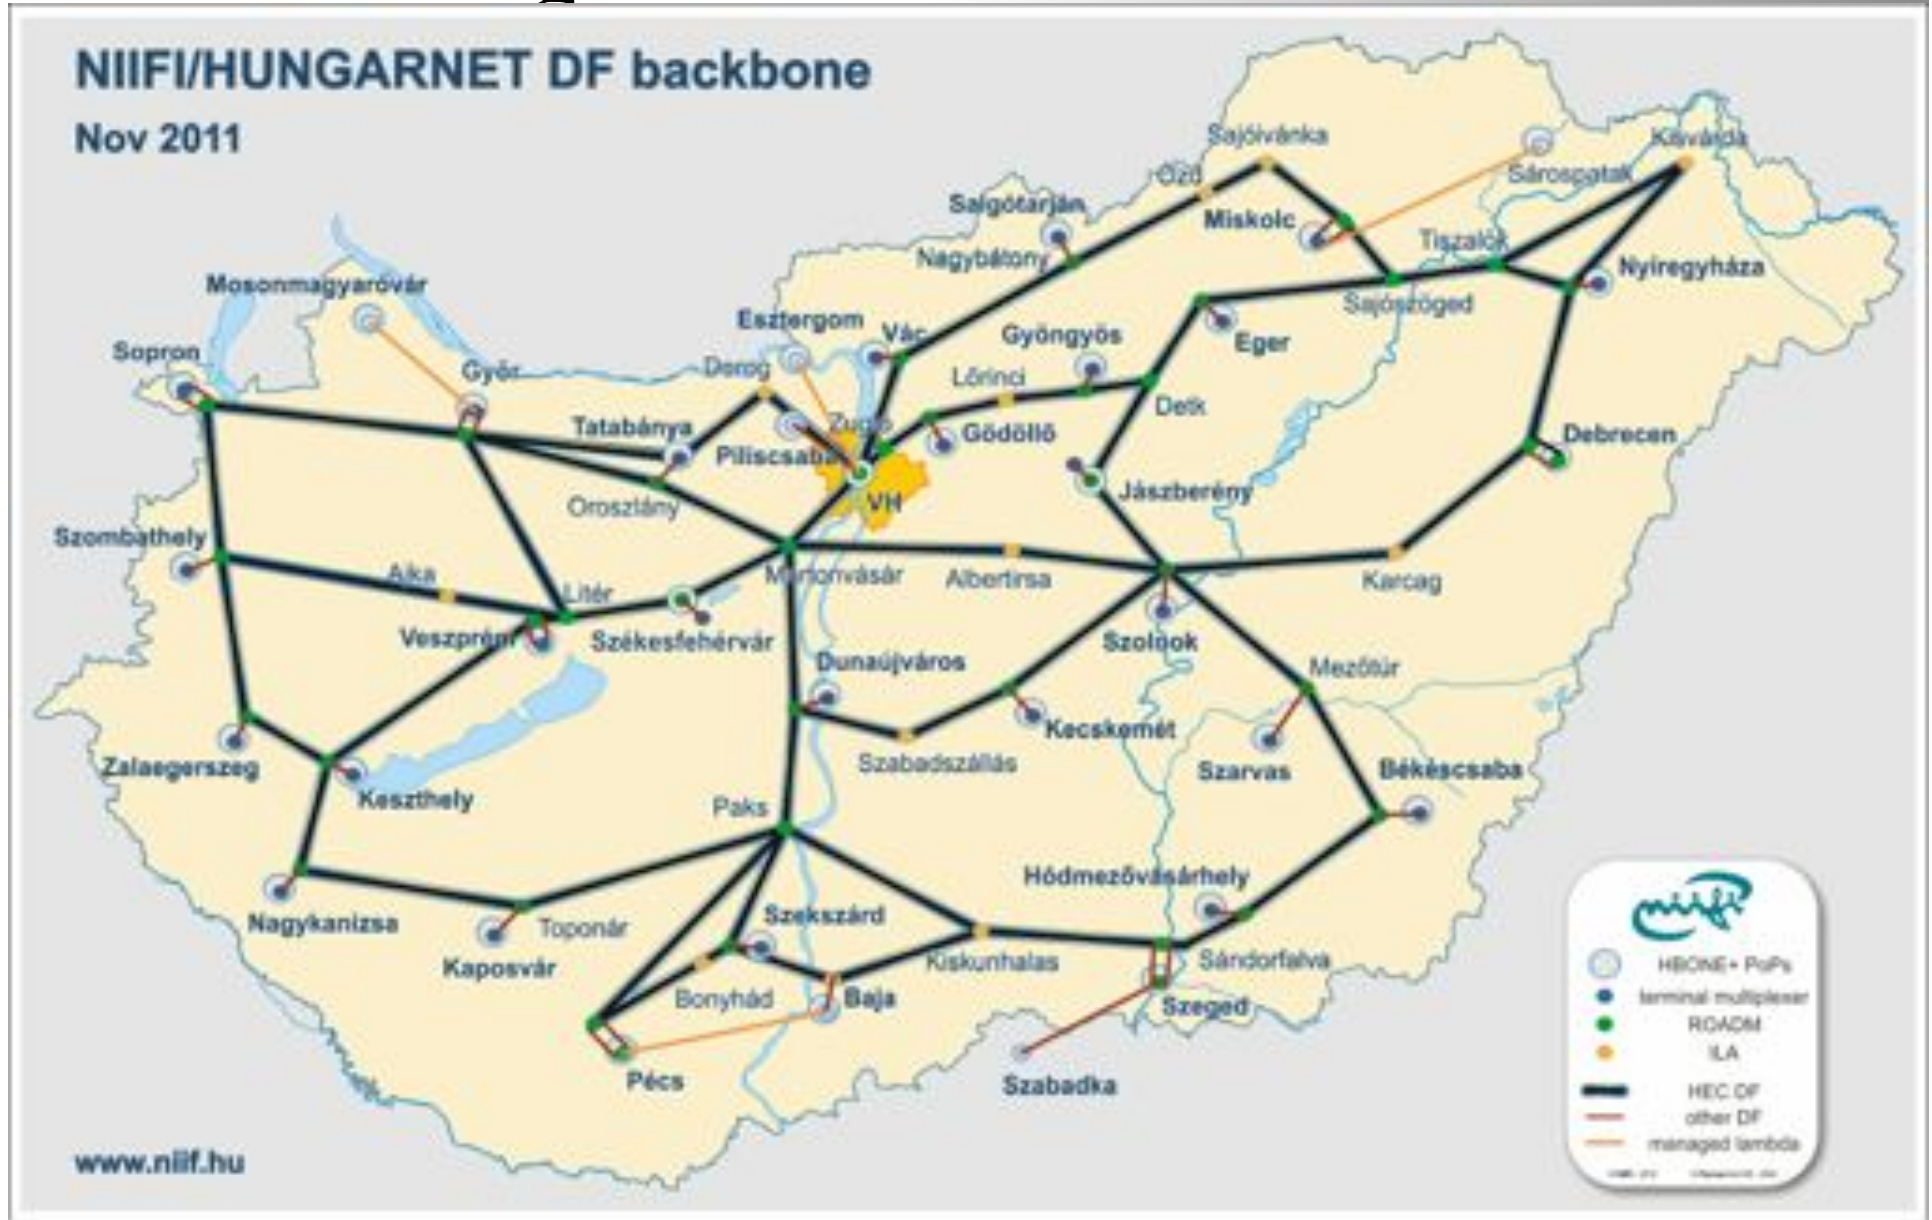 NIIFI/HUNGARNET DF backbone
Nov 2011
Sajóivánka
Kisvárda
Ózd
Sárospatak
Salgótarján
Miskolc
Tiszalök
Nagybátony
Nyíregyháza
Mosonmagyaróvár
Sajószöged
Esztergom
Vác
Gyöngyös
Eger
Sopron
Győr
Dorog
Lőrinci
Detk
Tatabánya
Zugló
Gödöllő
Debrecen
Piliscsaba
Jászberény
Oroszlány
VH
Szombathely
Ajka
Martonvásár
Albertirsa
Karcag
Litér
Veszprém
Székesfehérvár
Szolnok
Dunaújváros
Mezőtúr
Kecskemét
Zalaegerszeg
Szabadszállás
Szarvas
Békéscsaba
Keszthely
Paks
Hódmezővásárhely
Nagykanizsa
Toponár
Szekszárd
Kaposvár
Kiskunhalas
Sándorfalva
Bonyhád
Baja
Szeged
Pécs
Szabadka
niifi
HBONE+ PoPs
terminal multiplexer
ROADM
ILA
HEC DF
other DF
managed lambda
www.niif.hu